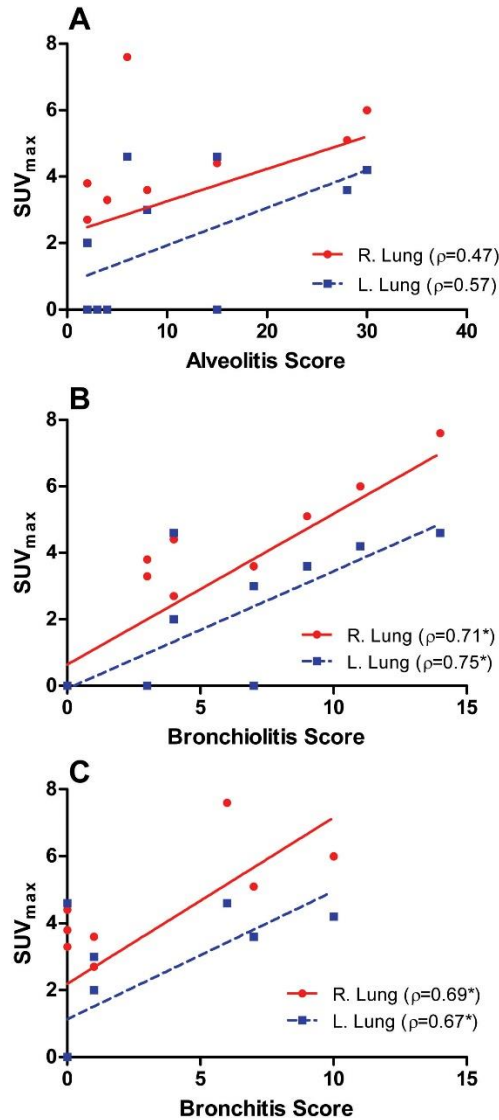 A
8
6
4
2
0
SUVmax
0 10 20 30 40
Alveolitis Score
R. Lung (ρ=0.47)
L. Lung (ρ=0.57)
B
8
6
4
2
0
SUVmax
0 5 10 15
Bronchiolitis Score
R. Lung (ρ=0.71*)
L. Lung (ρ=0.75*)
C
8
6
4
2
0
SUVmax
0 5 10 15
Bronchitis Score
R. Lung (ρ=0.69*)
L. Lung (ρ=0.67*)